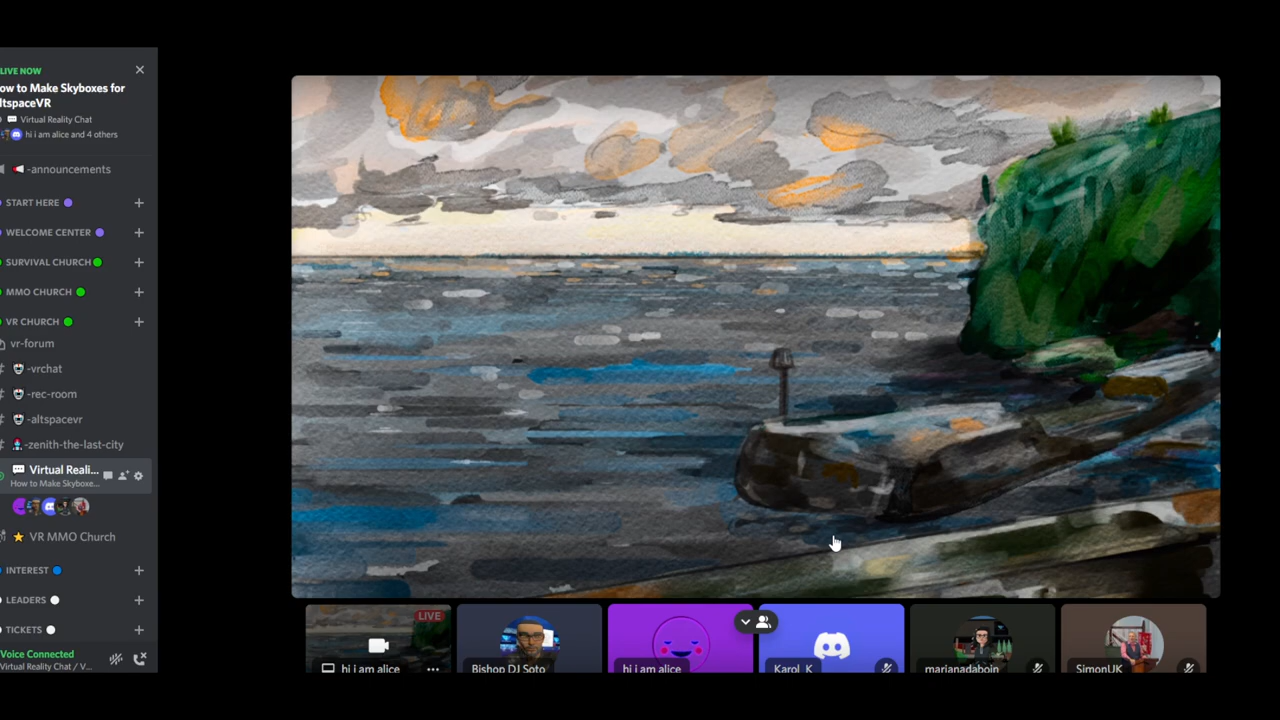 LIVE NOW
ow to Make Skyboxes for
ltspaceVR
Virtual Reality Chat
hi i am alice and 4 others
-announcements
START HERE
WELCOME CENTER
SURVIVAL CHURCH
MMO CHURCH
VR CHURCH
vr-forum
-vrchat
-rec-room
-altspacevr
-zenith-the-last-city
Virtual Reali...
How to Make Skyboxe...
VR MMO Church
INTEREST
LEADERS
TICKETS
Voice Connected
Virtual Reality Chat / V...
LIVE
hi i am alice
Bishop DJ Soto
hi i am alice
Karol_K
marianadaboin
SimonUK